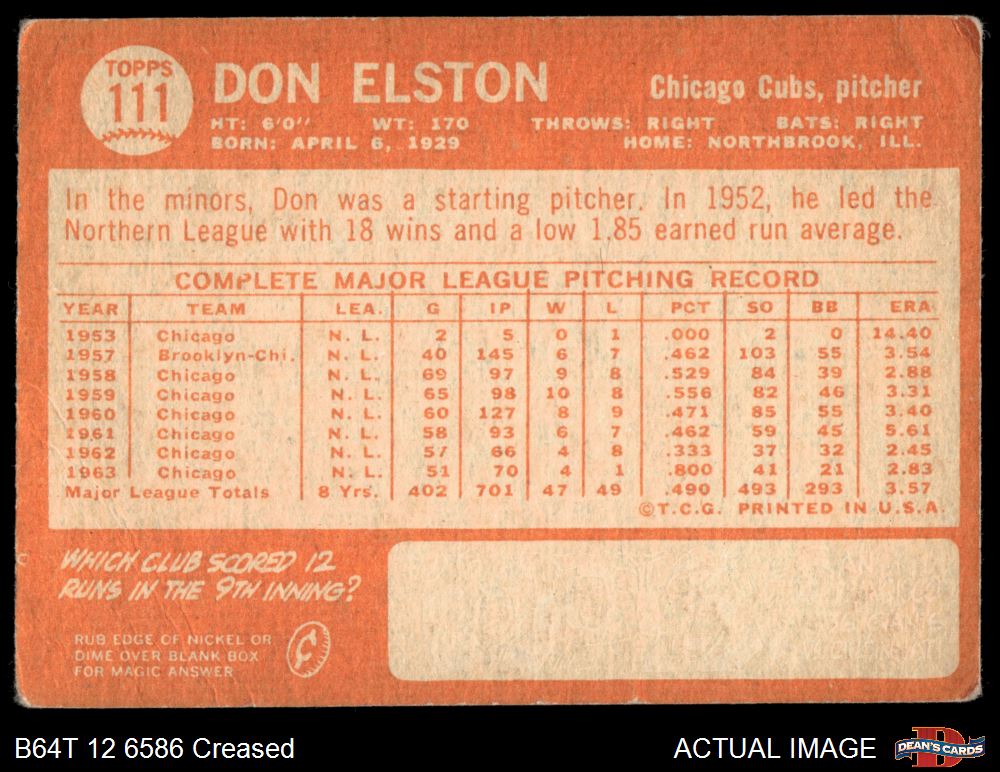 TOPPS
111
DON ELSTON
Chicago Cubs, pitcher
HT: 6'0" WT: 170 THROWS: RIGHT BATS: RIGHT
BORN: APRIL 6, 1929 HOME: NORTHBROOK, ILL.
In the minors, Don was a starting pitcher. In 1952, he led the
Northern League with 18 wins and a low 1.85 earned run average.
COMPLETE MAJOR LEAGUE PITCHING RECORD
YEAR TEAM LEA. G IP W L PCT SO BB ERA
1953 Chicago N. L. 2 5 0 1 .000 2 0 14.40
1957 Brooklyn-Chi. N. L. 40 145 6 7 .462 103 55 3.54
1958 Chicago N. L. 69 97 9 8 .529 84 39 2.88
1959 Chicago N. L. 65 98 10 8 .556 82 46 3.31
1960 Chicago N. L. 60 127 8 9 .471 85 55 3.40
1961 Chicago N. L. 58 93 6 7 .462 59 45 5.61
1962 Chicago N. L. 57 66 4 8 .333 37 32 2.45
1963 Chicago N. L. 51 70 4 1 .800 41 21 2.83
Major League Totals 8 Yrs. 402 701 47 49 .490 493 293 3.57
©T.C.G. PRINTED IN U.S.A.
WHICH CLUB SCORED 12
RUNS IN THE 9TH INNING?
RUB EDGE OF NICKEL OR
DIME OVER BLANK BOX
FOR MAGIC ANSWER
B64T 12 6586 Creased
ACTUAL IMAGE
DEAN'S CARDS